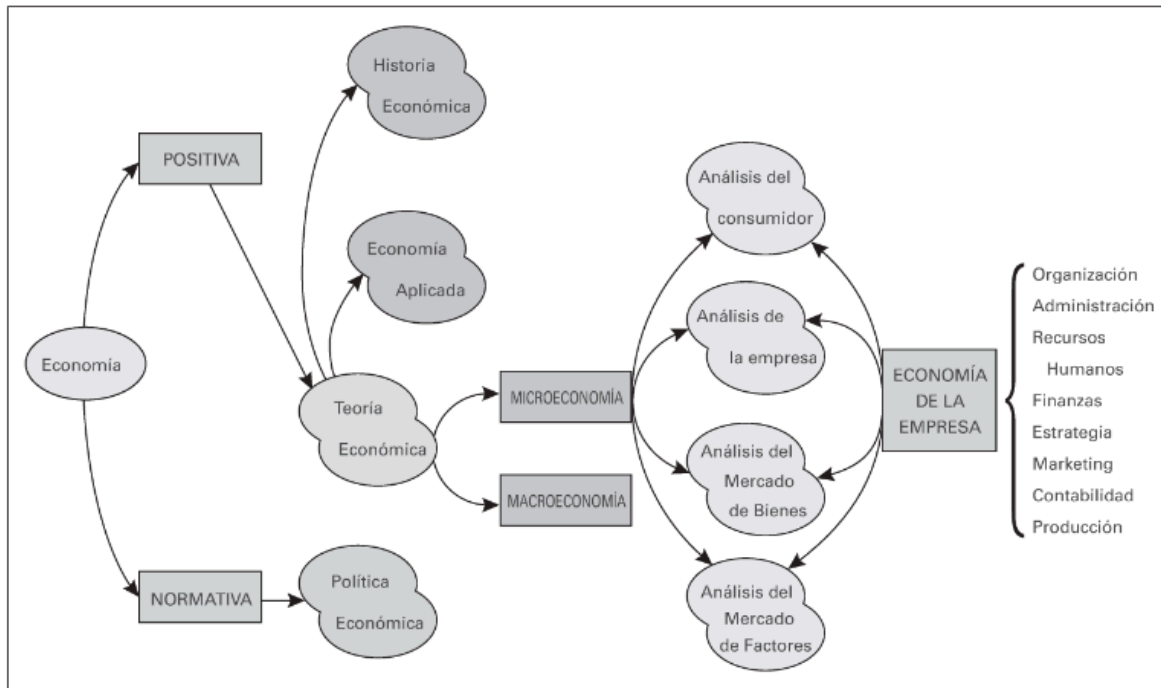 Historia
Económica
POSITIVA
Economía
Aplicada
Economía
Teoría
Económica
MICROECONOMÍA
MACROECONOMÍA
NORMATIVA
Política
Económica
Análisis del
consumidor
Análisis de
la empresa
Análisis del
Mercado
de Bienes
Análisis del
Mercado
de Factores
ECONOMÍA
DE LA
EMPRESA
Organización
Administración
Recursos
Humanos
Finanzas
Estrategia
Marketing
Contabilidad
Producción